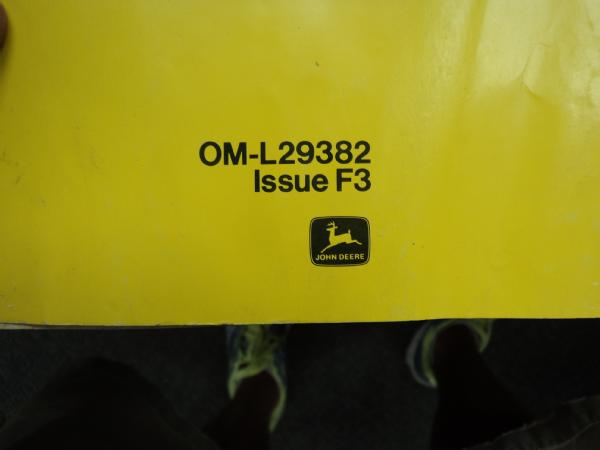 OM-L29382
Issue F3
JOHN DEERE